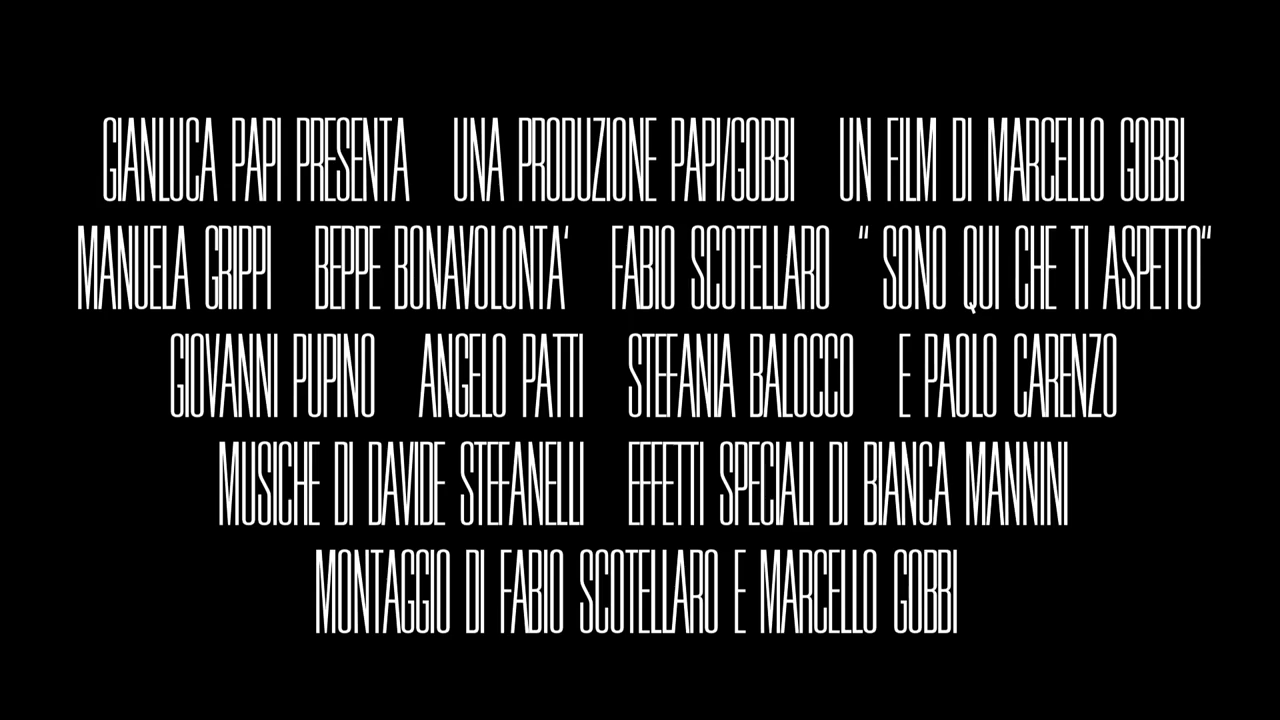 GIANLUCA PAPI PRESENTA UNA PRODUZIONE PAPI/GOBBI UN FILM DI MARCELLO GOBBI
MANUELA GRIPPI BEPPE BONAVOLONTA' FABIO SCOTELLARO " SONO QUI CHE TI ASPETTO"
GIOVANNI PUPINO ANGELO PATTI STEFANIA BALOCCO E PAOLO CARENZO
MUSICHE DI DAVIDE STEFANELLI EFFETTI SPECIALI DI BIANCA MANNINI
MONTAGGIO DI FABIO SCOTELLARO E MARCELLO GOBBI